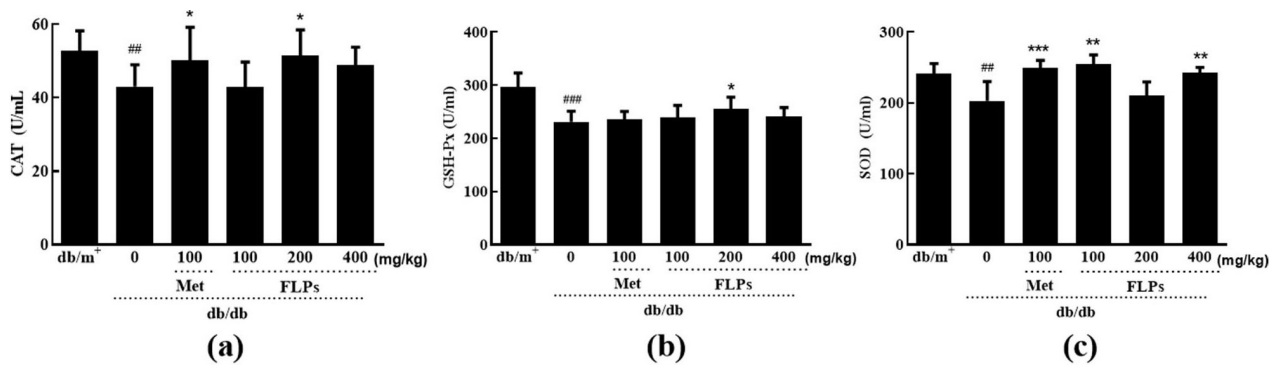 60
40
20
0
CAT (U/mL)
##
*
*
db/m+
0
100
100
200
400 (mg/kg)
Met
FLPs
db/db
(a)
400
300
200
100
0
GSH-Px (U/ml)
###
*
db/m+
0
100
100
200
400 (mg/kg)
Met
FLPs
db/db
(b)
300
200
100
0
SOD (U/ml)
##
***
**
**
db/m+
0
100
100
200
400 (mg/kg)
Met
FLPs
db/db
(c)